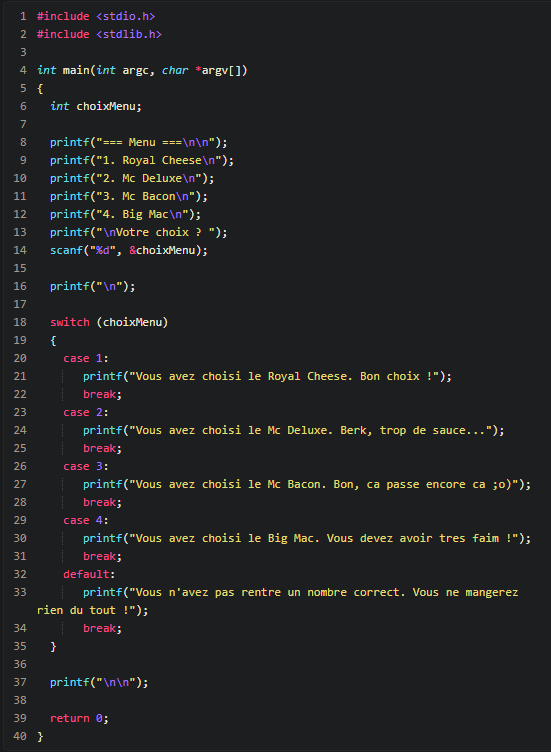 1 #include <stdio.h>
2 #include <stdlib.h>
3
4 int main(int argc, char *argv[])
5 {
6   int choixMenu;
7
8   printf("=== Menu ===\n\n");
9   printf("1. Royal Cheese\n");
10   printf("2. Mc Deluxe\n");
11   printf("3. Mc Bacon\n");
12   printf("4. Big Mac\n");
13   printf("\nVotre choix ? ");
14   scanf("%d", &choixMenu);
15
16   printf("\n");
17
18   switch (choixMenu)
19   {
20     case 1:
21        printf("Vous avez choisi le Royal Cheese. Bon choix !");
22        break;
23     case 2:
24        printf("Vous avez choisi le Mc Deluxe. Berk, trop de sauce...");
25        break;
26     case 3:
27        printf("Vous avez choisi le Mc Bacon. Bon, ca passe encore ca ;o)");
28        break;
29     case 4:
30        printf("Vous avez choisi le Big Mac. Vous devez avoir tres faim !");
31        break;
32     default:
33        printf("Vous n'avez pas rentre un nombre correct. Vous ne mangerez
rien du tout !");
34        break;
35   }
36
37   printf("\n\n");
38
39   return 0;
40 }